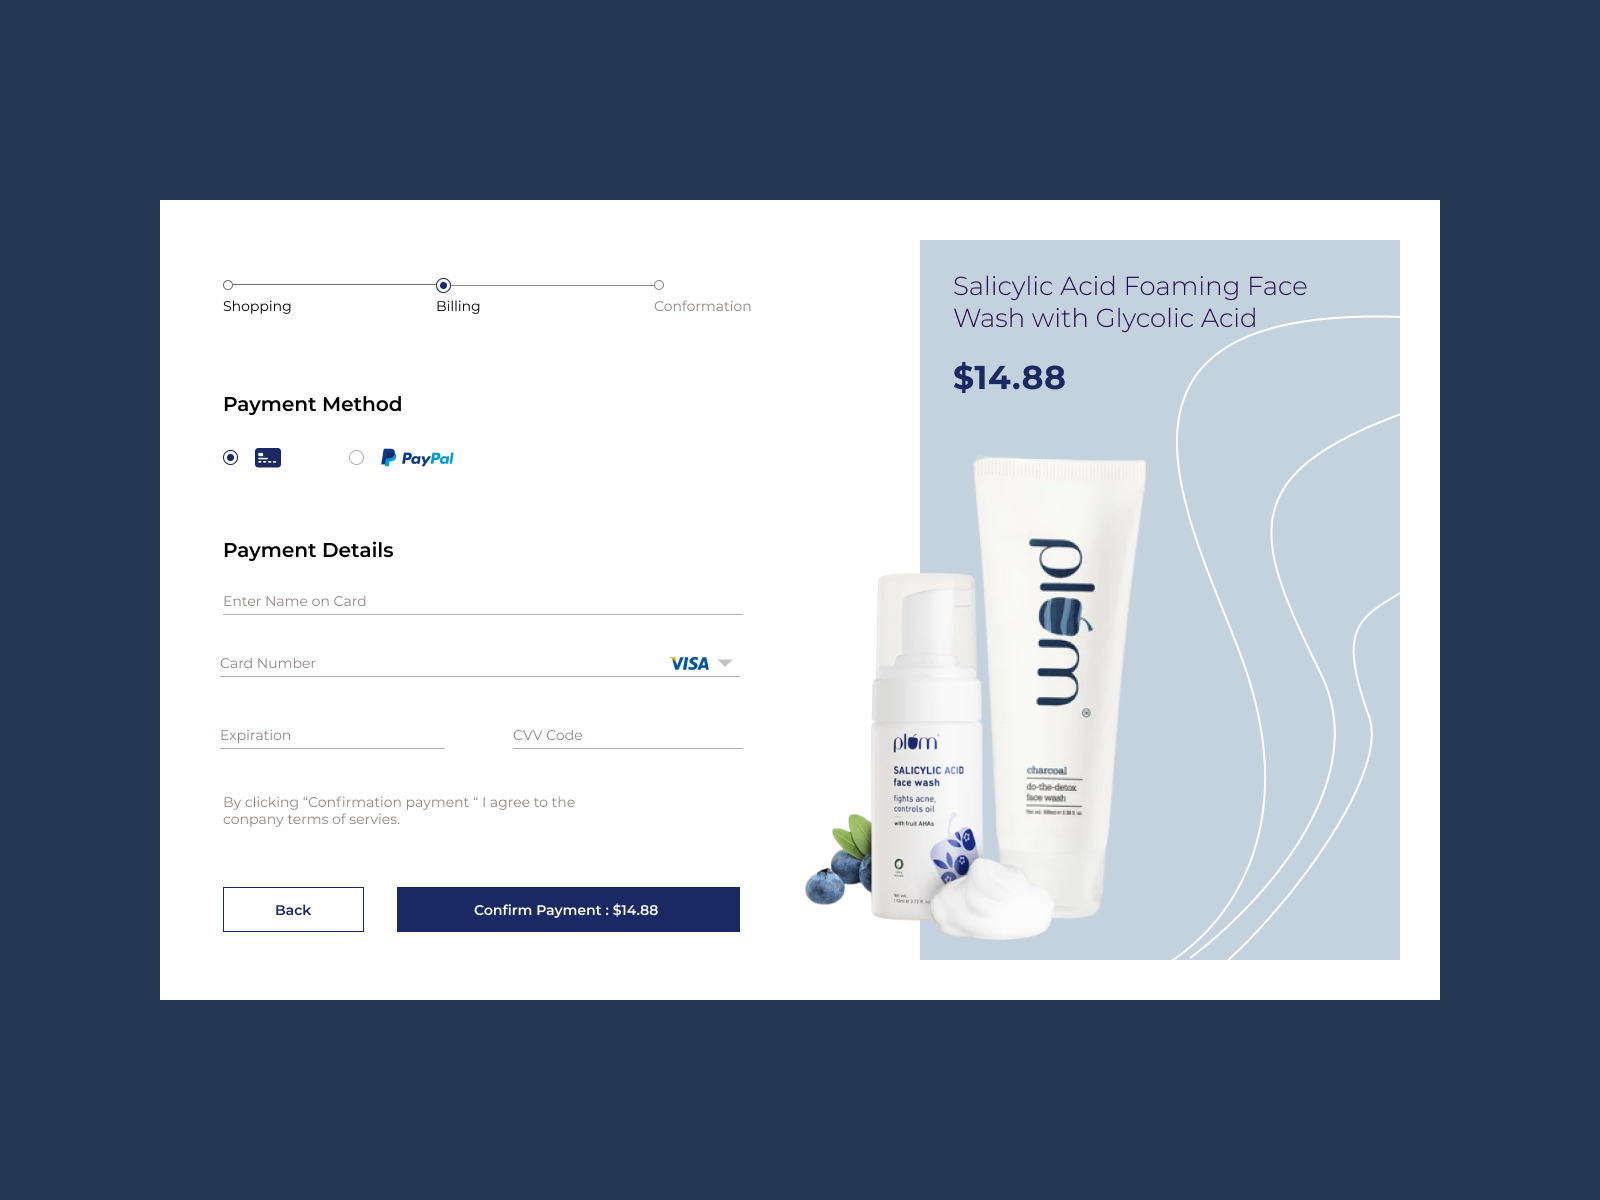 Shopping
Billing
Conformation
Payment Method
PayPal
Payment Details
Enter Name on Card
Card Number
VISA
Expiration
CVV Code
By clicking “Confirmation payment “ I agree to the
conpany terms of servies.
Back
Confirm Payment : $14.88
Salicylic Acid Foaming Face
Wash with Glycolic Acid
$14.88
plum
®
charcoal
do-the-detox
face wash
plum
SALICYLIC ACID
face wash
fights acne,
controls oil
with fruit AHAs